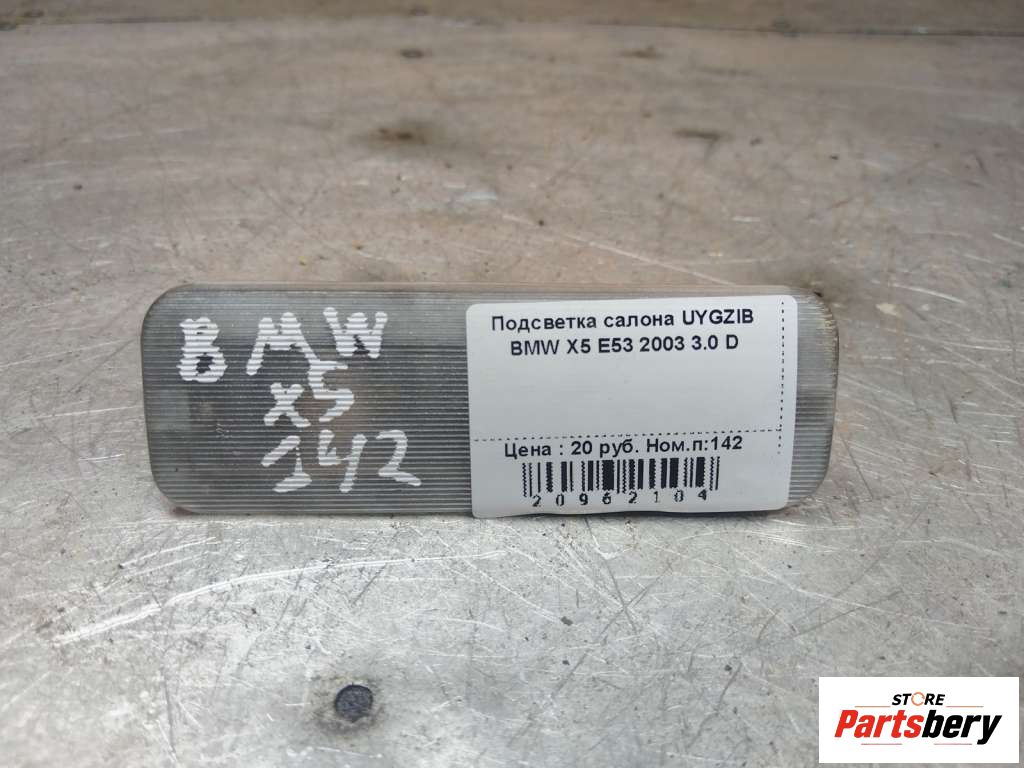 BMW
X5
142
Подсветка салона UYGZIB
BMW X5 E53 2003 3.0 D
Цена : 20 руб. Ном.п:142
20962104
STORE
Partsbery